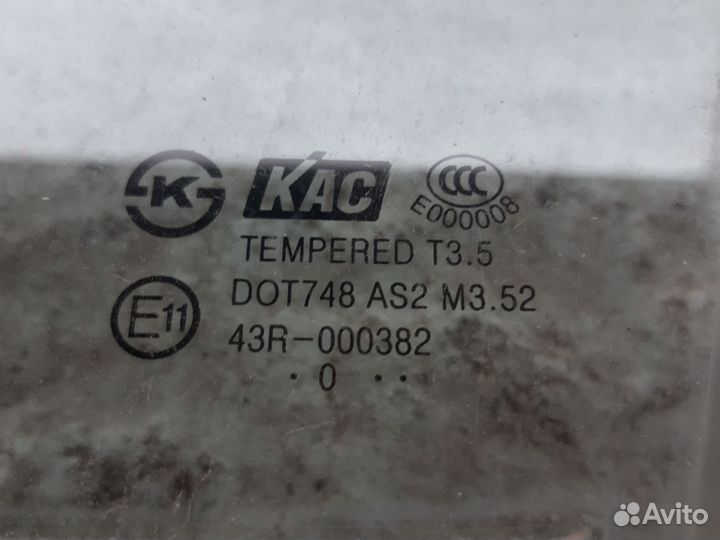 K KAC CCC
E000008
TEMPERED T3.5
DOT748 AS2 M3.52
E11 43R-000382
· 0 · ·
Avito